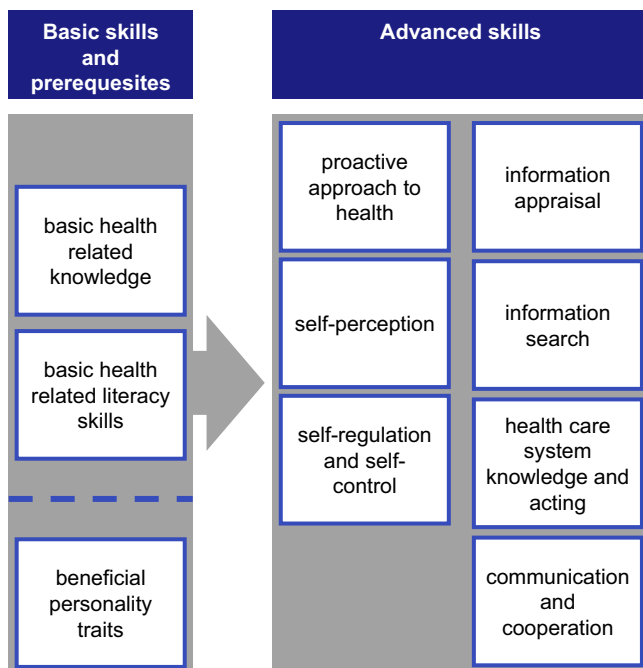 Basic skills
and
prerequesites
Advanced skills
basic health
related
knowledge
basic health
related literacy
skills
beneficial
personality
traits
proactive
approach to
health
self-perception
self-regulation
and self-
control
information
appraisal
information
search
health care
system
knowledge and
acting
communication
and
cooperation